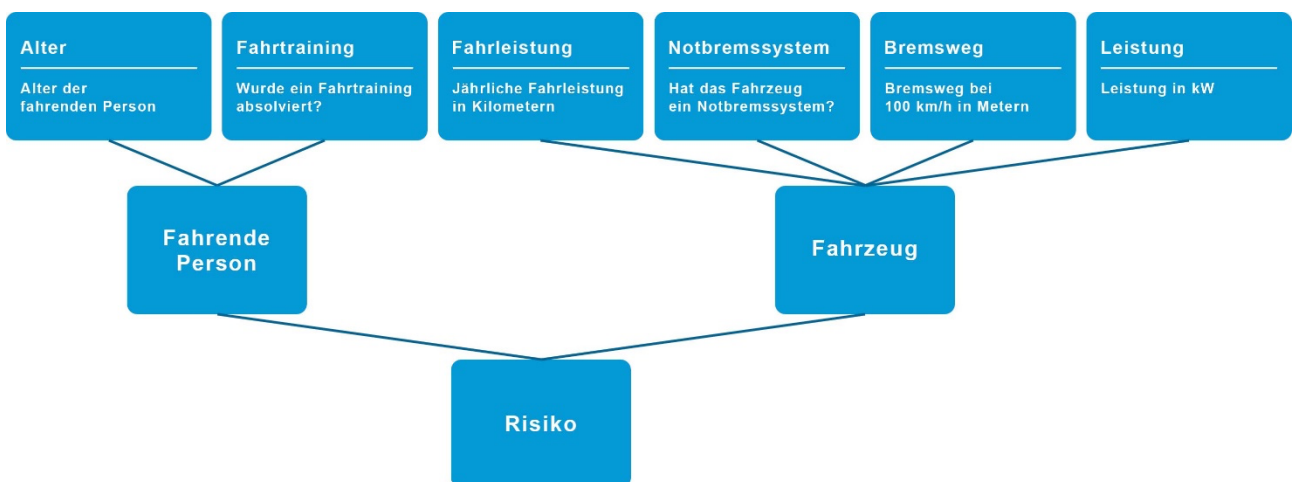 Alter
Alter der
fahrenden Person
Fahrtraining
Wurde ein Fahrtraining
absolviert?
Fahrleistung
Jährliche Fahrleistung
in Kilometern
Notbremssystem
Hat das Fahrzeug
ein Notbremssystem?
Bremsweg
Bremsweg bei
100 km/h in Metern
Leistung
Leistung in kW
Fahrende
Person
Fahrzeug
Risiko